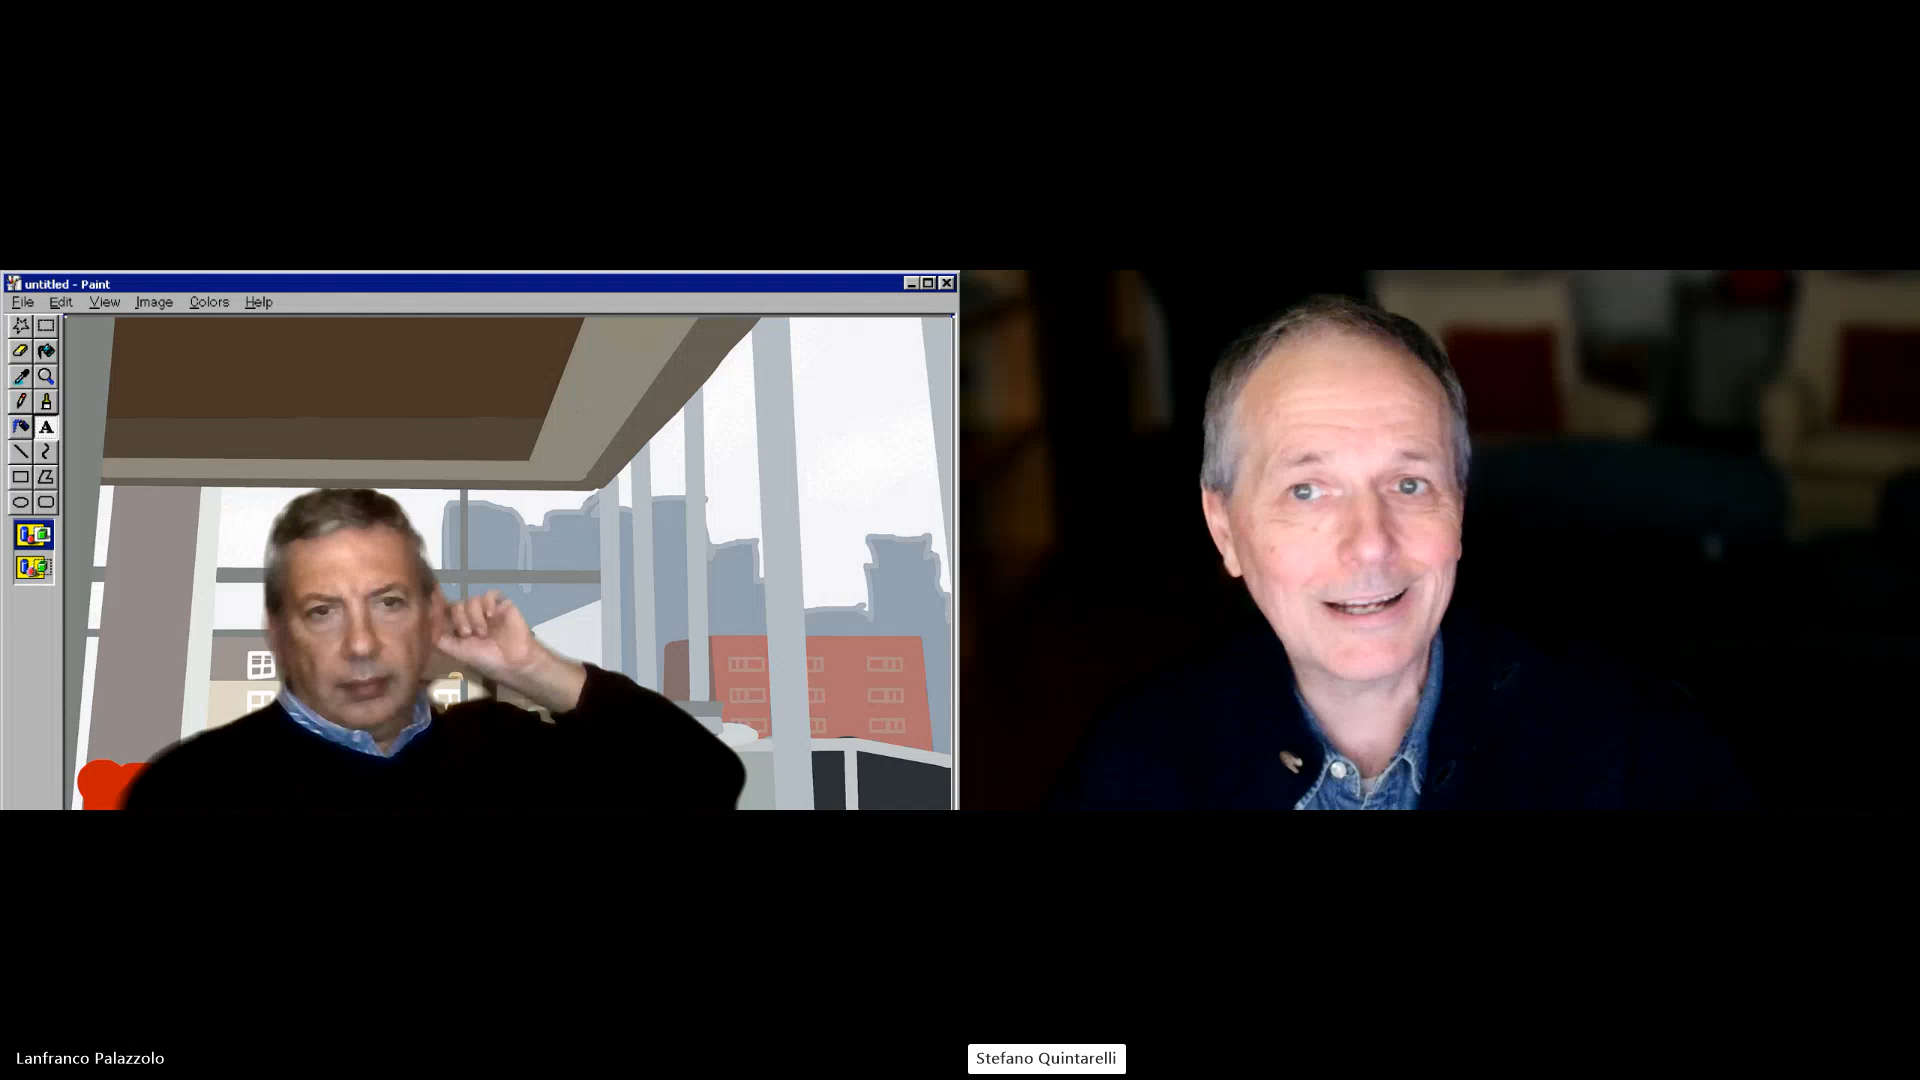 untitled - Paint
File Edit View Image Colors Help
A
Lanfranco Palazzolo
Stefano Quintarelli